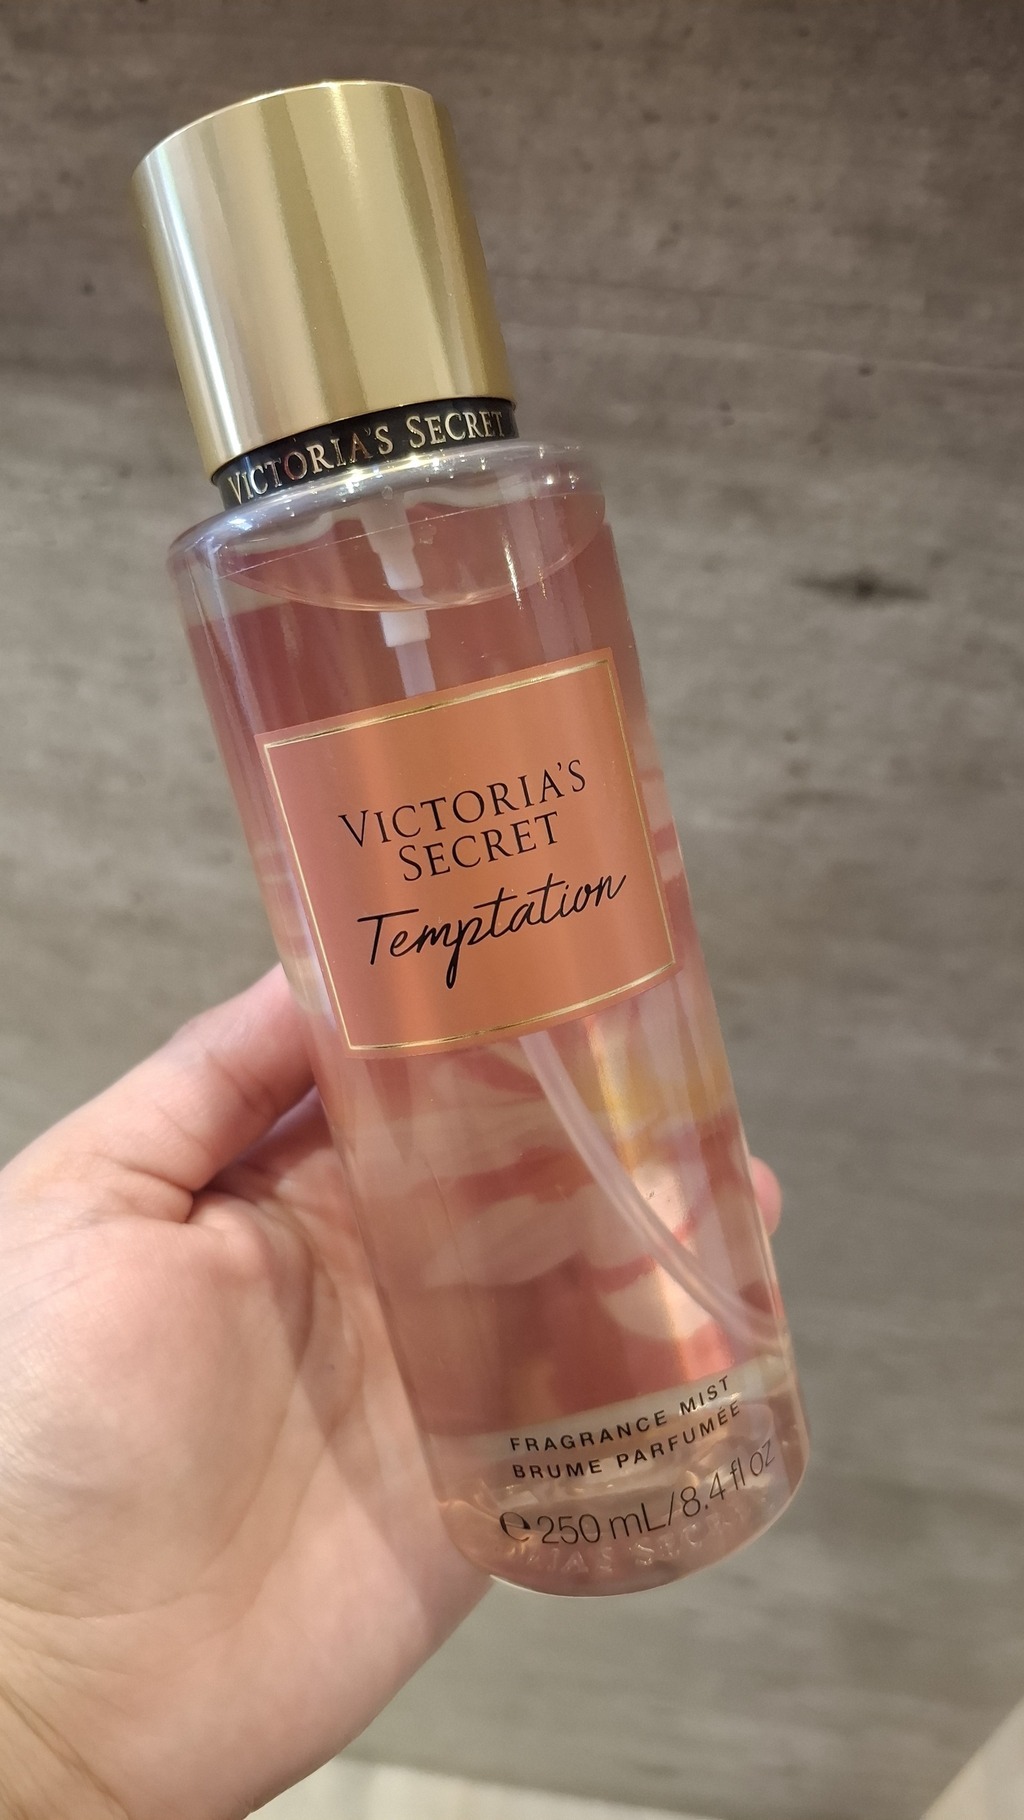 VICTORIA'S SECRET
VICTORIA'S
SECRET
Temptation
FRAGRANCE MIST
BRUME PARFUMÉE
℮ 250 mL/8.4 fl oz